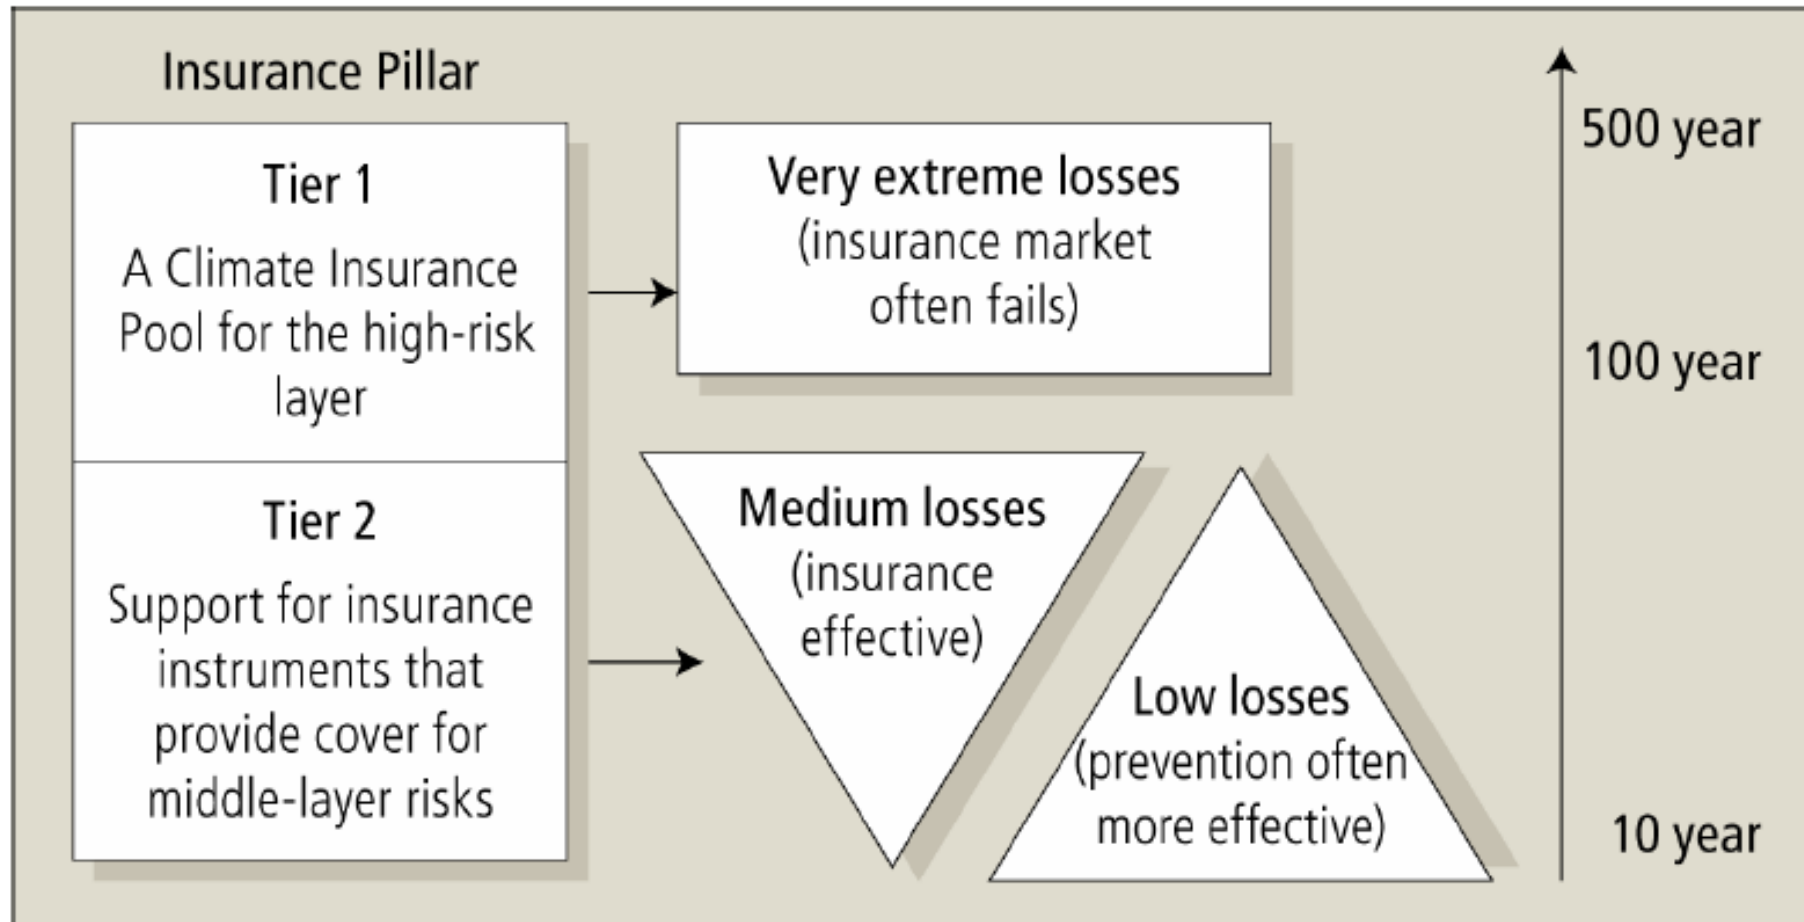 Insurance Pillar
Tier 1
A Climate Insurance
Pool for the high-risk
layer
Very extreme losses
(insurance market
often fails)
500 year
100 year
Tier 2
Support for insurance
instruments that
provide cover for
middle-layer risks
Medium losses
(insurance
effective)
Low losses
(prevention often
more effective)
10 year